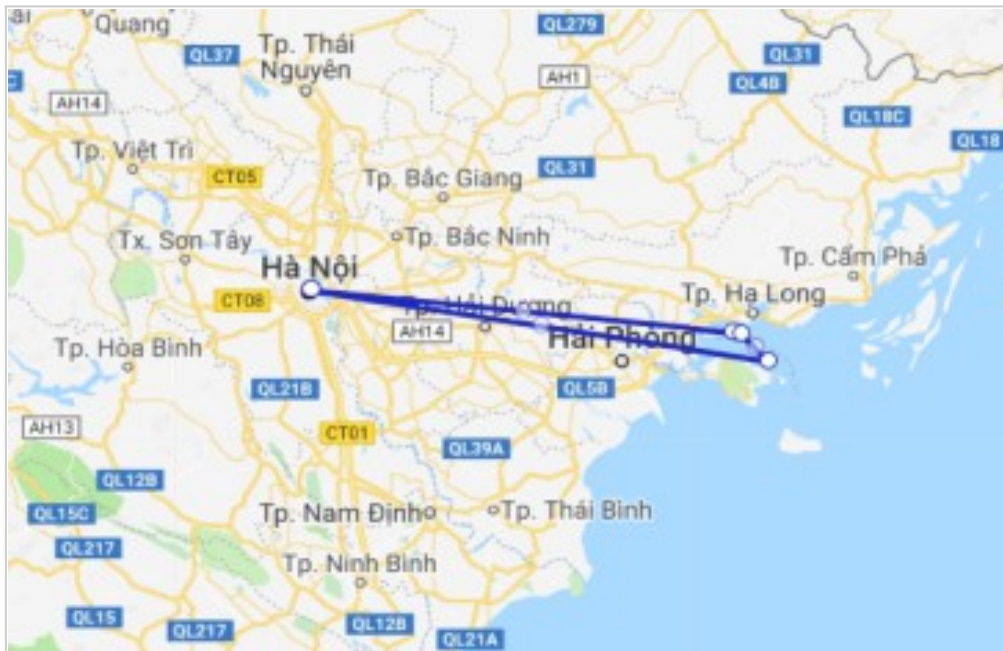 Quang
QL37
Tp. Thái
Nguyên
QL279
AH1
QL31
QL4B
QL18C
QL18
AH14
Tp. Việt Trì
CT05
Tp. Bắc Giang
QL31
Tx. Sơn Tây
Tp. Bắc Ninh
Tp. Cẩm Phả
Hà Nội
CT08
Tp. Hải Dương
Tp. Hạ Long
AH14
Hải Phòng
Tp. Hòa Bình
QL21B
QL5B
AH13
CT01
QL39A
QL12B
QL15C
Tp. Nam Định
Tp. Thái Bình
QL217
Tp. Ninh Bình
QL15
QL217
QL12B
QL21A